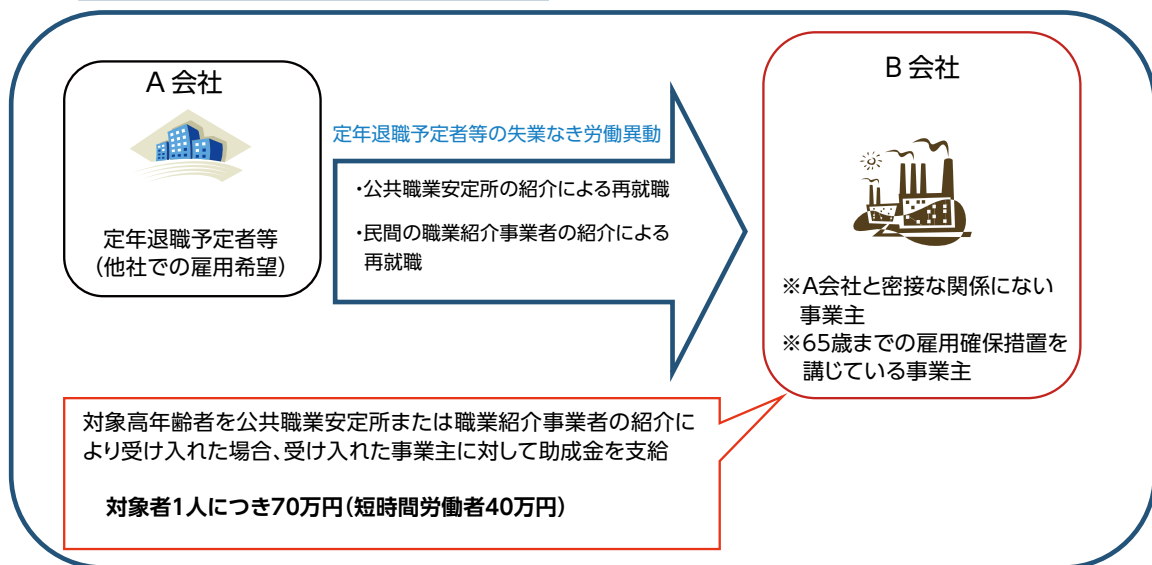 A会社
定年退職予定者等
(他社での雇用希望)
定年退職予定者等の失業なき労働異動
・公共職業安定所の紹介による再就職
・民間の職業紹介事業者の紹介による
再就職
B会社
※A会社と密接な関係にない
事業主
※65歳までの雇用確保措置を
講じている事業主
対象高年齢者を公共職業安定所または職業紹介事業者の紹介に
より受け入れた場合、受け入れた事業主に対して助成金を支給
対象者1人につき70万円(短時間労働者40万円)